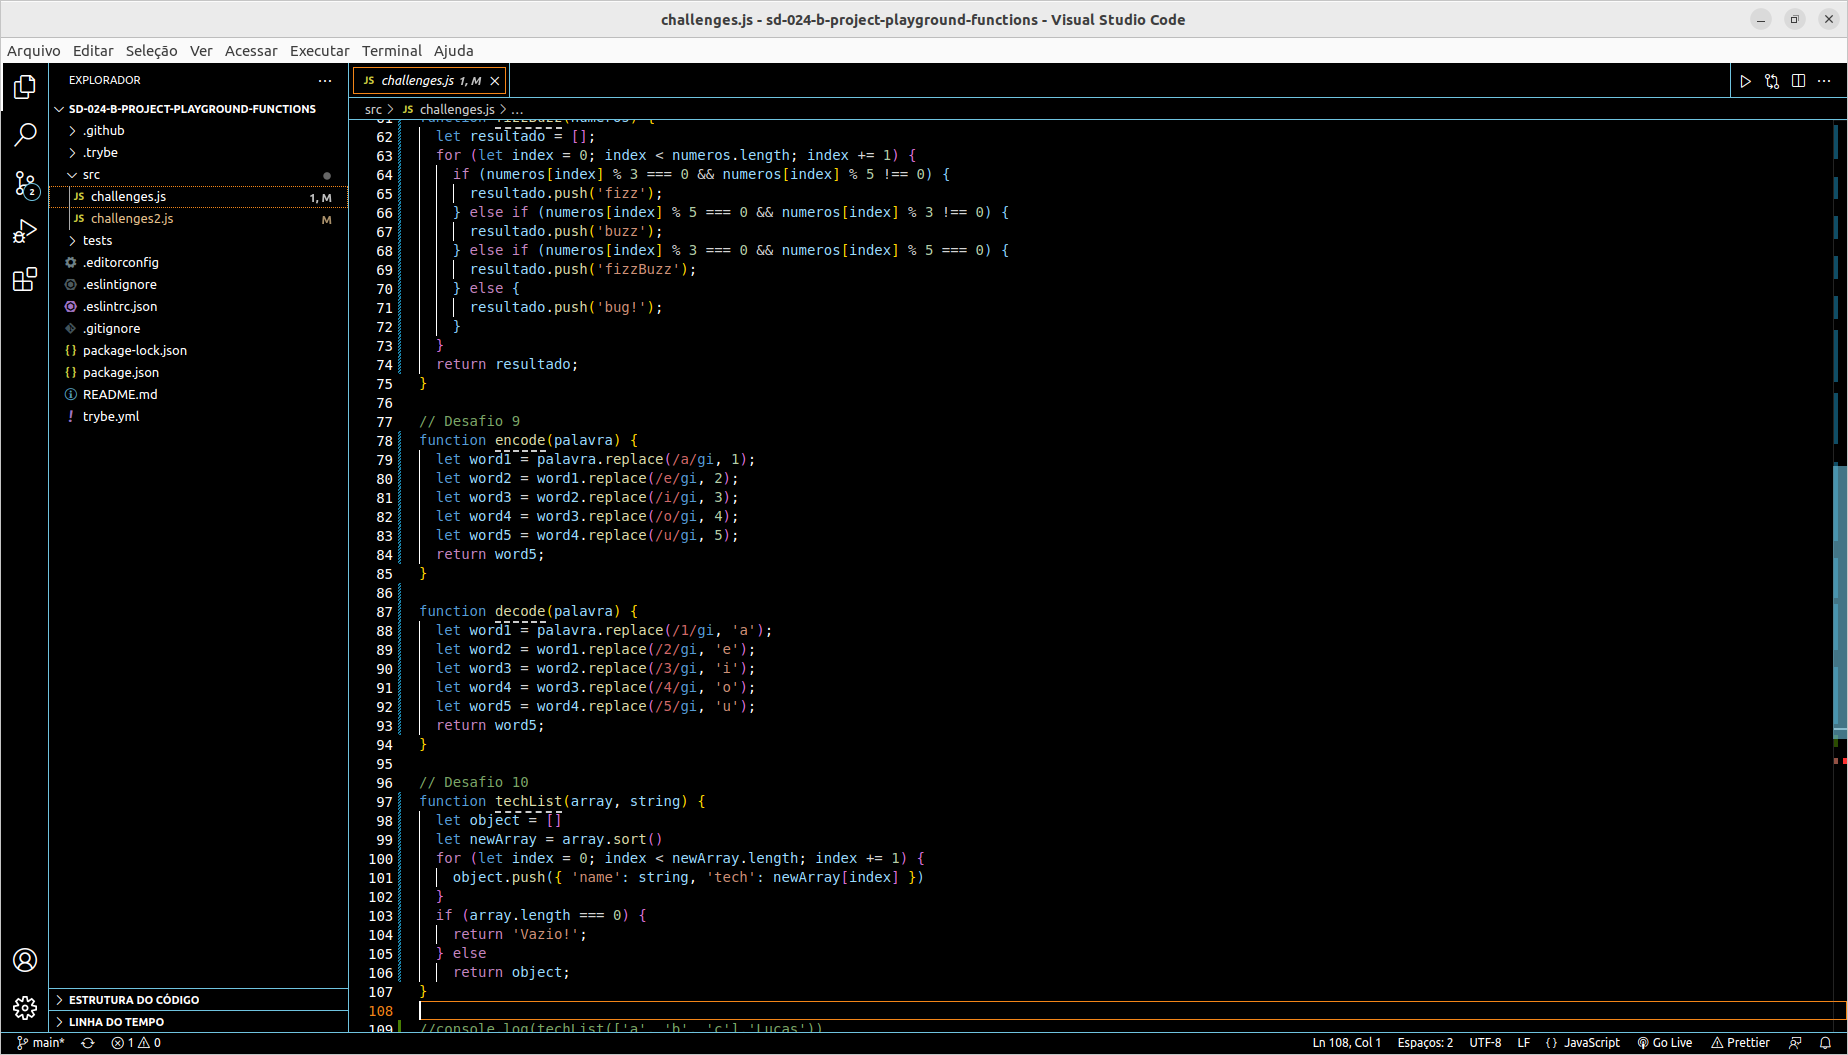 challenges.js - sd-024-b-project-playground-functions - Visual Studio Code
Arquivo Editar Seleção Ver Acessar Executar Terminal Ajuda
EXPLORADOR
SD-024-B-PROJECT-PLAYGROUND-FUNCTIONS
.github
.trybe
src
JS challenges.js 1, M
JS challenges2.js M
tests
.editorconfig
.eslintignore
.eslintrc.json
.gitignore
{} package-lock.json
{} package.json
README.md
! trybe.yml
ESTRUTURA DO CÓDIGO
LINHA DO TEMPO
2
JS challenges.js 1, M
src > JS challenges.js > ...
61 function fizzBuzz(numeros) {
62 let resultado = [];
63 for (let index = 0; index < numeros.length; index += 1) {
64 if (numeros[index] % 3 === 0 && numeros[index] % 5 !== 0) {
65 resultado.push('fizz');
66 } else if (numeros[index] % 5 === 0 && numeros[index] % 3 !== 0) {
67 resultado.push('buzz');
68 } else if (numeros[index] % 3 === 0 && numeros[index] % 5 === 0) {
69 resultado.push('fizzBuzz');
70 } else {
71 resultado.push('bug!');
72 }
73 }
74 return resultado;
75 }
76
77 // Desafio 9
78 function encode(palavra) {
79 let word1 = palavra.replace(/a/gi, 1);
80 let word2 = word1.replace(/e/gi, 2);
81 let word3 = word2.replace(/i/gi, 3);
82 let word4 = word3.replace(/o/gi, 4);
83 let word5 = word4.replace(/u/gi, 5);
84 return word5;
85 }
86
87 function decode(palavra) {
88 let word1 = palavra.replace(/1/gi, 'a');
89 let word2 = word1.replace(/2/gi, 'e');
90 let word3 = word2.replace(/3/gi, 'i');
91 let word4 = word3.replace(/4/gi, 'o');
92 let word5 = word4.replace(/5/gi, 'u');
93 return word5;
94 }
95
96 // Desafio 10
97 function techList(array, string) {
98 let object = []
99 let newArray = array.sort()
100 for (let index = 0; index < newArray.length; index += 1) {
101 object.push({ 'name': string, 'tech': newArray[index] })
102 }
103 if (array.length === 0) {
104 return 'Vazio!';
105 } else
106 return object;
107 }
108
109 //console.log(techList(['a', 'b', 'c'],'Lucas'))
main* 1 0
Ln 108, Col 1 Espaços: 2 UTF-8 LF {} JavaScript Go Live Prettier